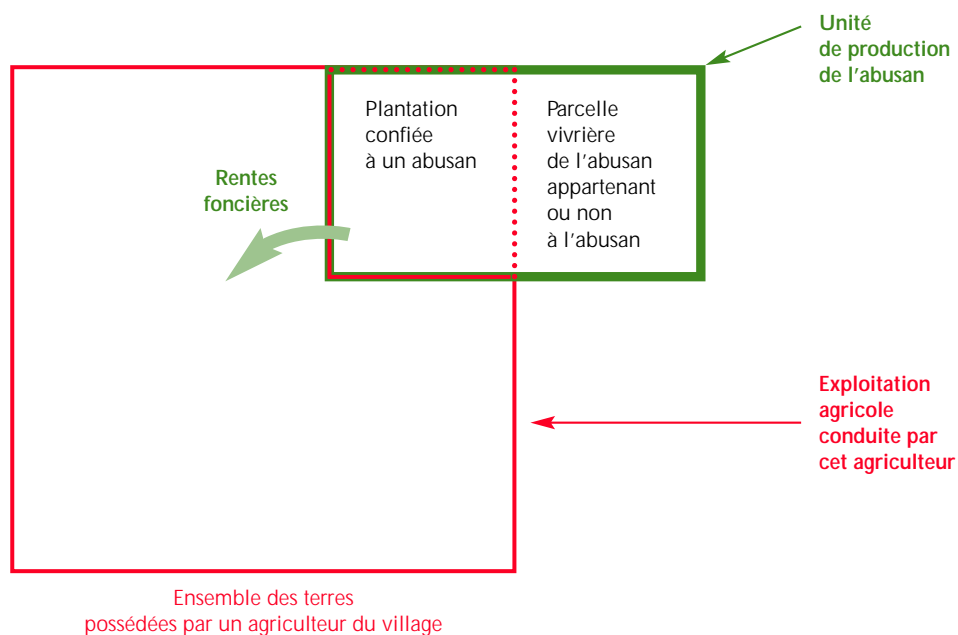 Unité
de production
de l'abusan
Plantation
confiée
à un abusan
Parcelle
vivrière
de l'abusan
appartenant
ou non
à l'abusan
Rentes
foncières
Exploitation
agricole
conduite par
cet agriculteur
Ensemble des terres
possédées par un agriculteur du village